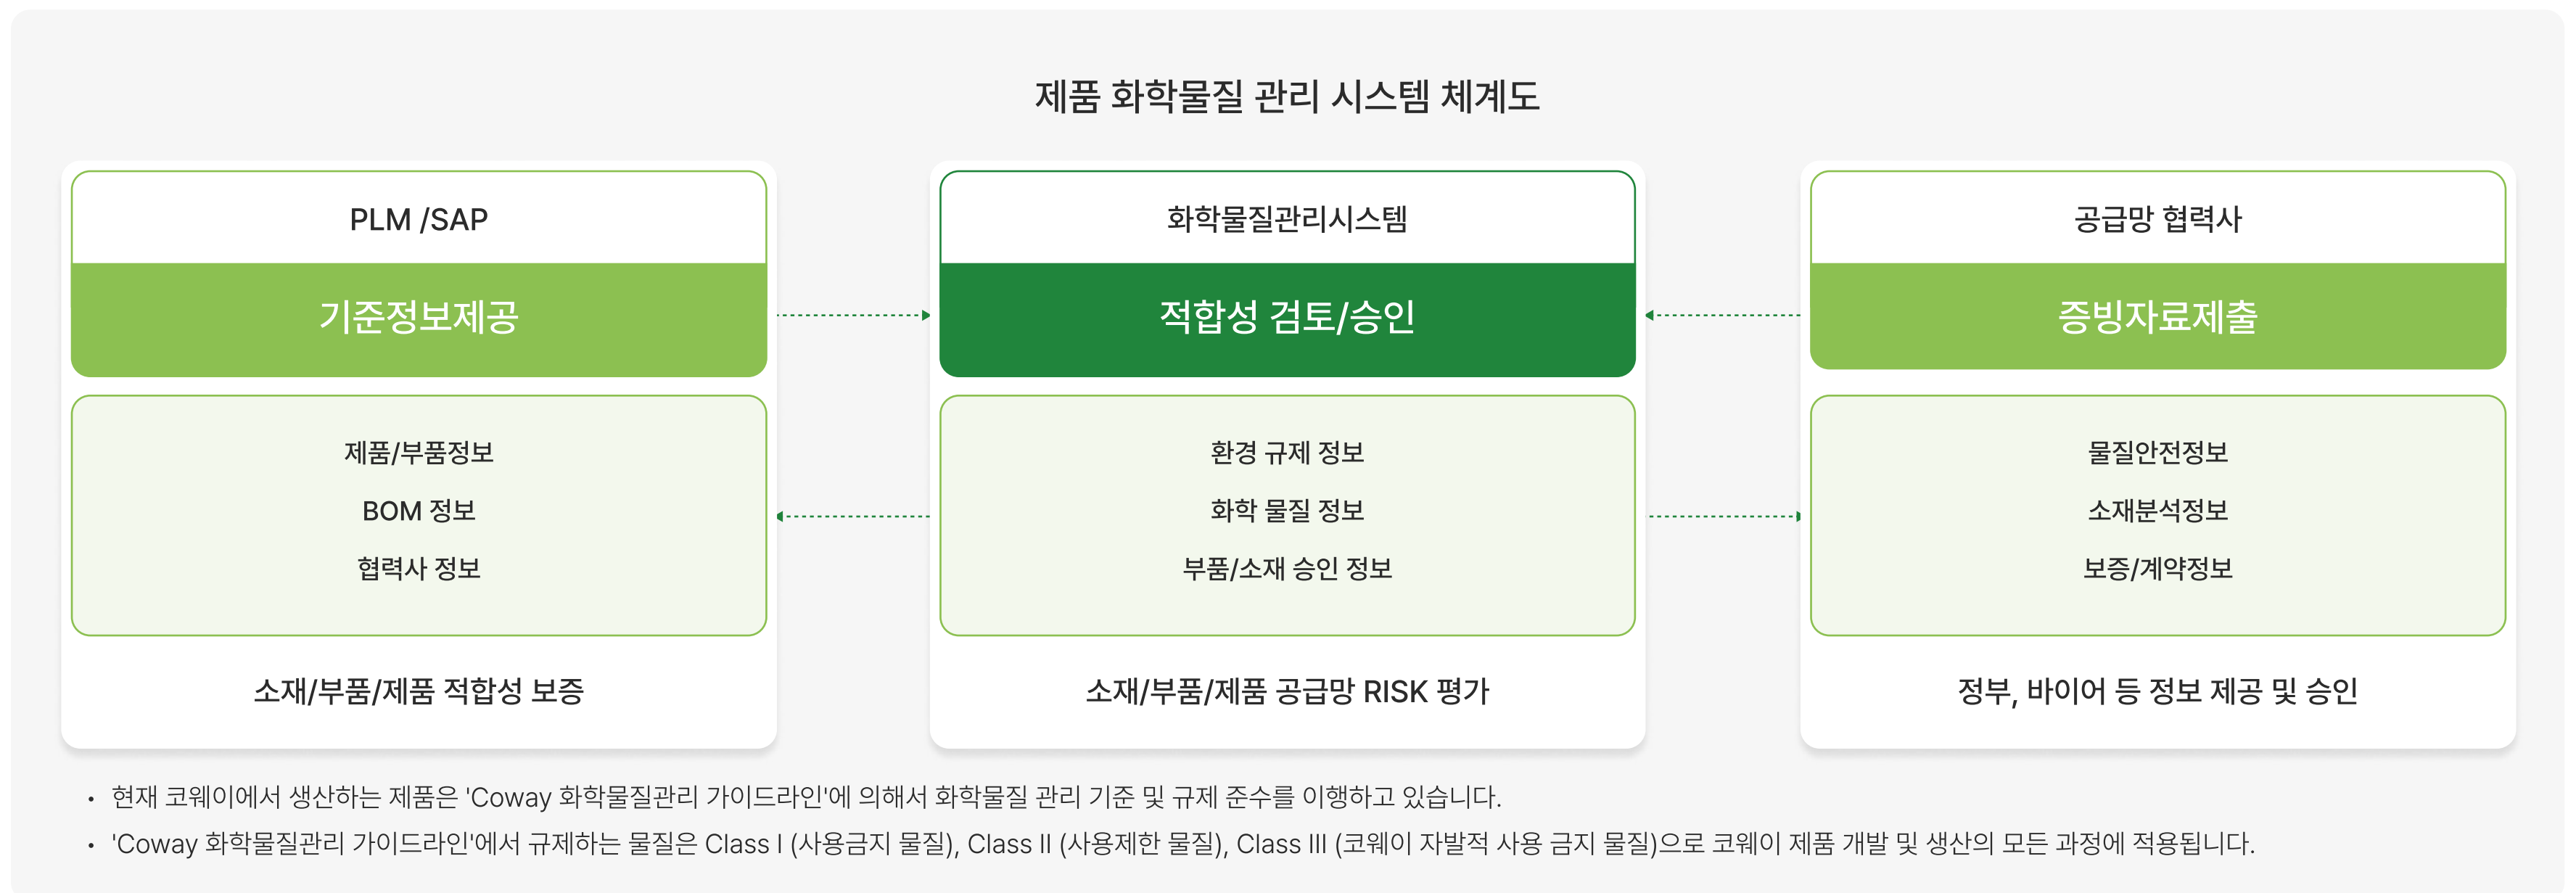 제품 화학물질 관리 시스템 체계도
PLM /SAP
기준정보제공
제품/부품정보
BOM 정보
협력사 정보
소재/부품/제품 적합성 보증
화학물질관리시스템
적합성 검토/승인
환경 규제 정보
화학 물질 정보
부품/소재 승인 정보
소재/부품/제품 공급망 RISK 평가
공급망 협력사
증빙자료제출
물질안전정보
소재분석정보
보증/계약정보
정부, 바이어 등 정보 제공 및 승인
• 현재 코웨이에서 생산하는 제품은 'Coway 화학물질관리 가이드라인'에 의해서 화학물질 관리 기준 및 규제 준수를 이행하고 있습니다.
• 'Coway 화학물질관리 가이드라인'에서 규제하는 물질은 Class I (사용금지 물질), Class II (사용제한 물질), Class III (코웨이 자발적 사용 금지 물질)으로 코웨이 제품 개발 및 생산의 모든 과정에 적용됩니다.